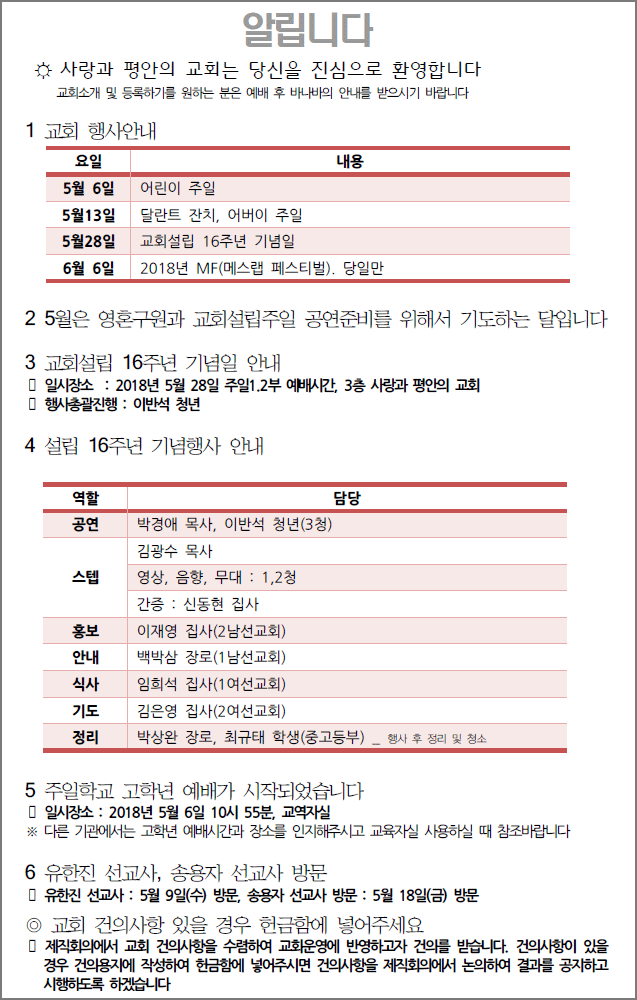 알립니다
☼ 사랑과 평안의 교회는 당신을 진심으로 환영합니다
교회소개 및 등록하기를 원하는 분은 예배 후 바나바의 안내를 받으시기 바랍니다
1 교회 행사안내
요일 내용
5월 6일 어린이 주일
5월13일 달란트 잔치, 어버이 주일
5월28일 교회설립 16주년 기념일
6월 6일 2018년 MF(메스랩 페스티벌). 당일만
2 5월은 영혼구원과 교회설립주일 공연준비를 위해서 기도하는 달입니다
3 교회설립 16주년 기념일 안내
▯ 일시장소 : 2018년 5월 28일 주일1.2부 예배시간, 3층 사랑과 평안의 교회
▯ 행사총괄진행 : 이반석 청년
4 설립 16주년 기념행사 안내
역할 담당
공연 박경애 목사, 이반석 청년(3청)
김광수 목사
스텝 영상, 음향, 무대 : 1,2청
간증 : 신동현 집사
홍보 이재영 집사(2남선교회)
안내 백박삼 장로(1남선교회)
식사 임희석 집사(1여선교회)
기도 김은영 집사(2여선교회)
정리 박상완 장로, 최규태 학생(중고등부) _ 행사 후 정리 및 청소
5 주일학교 고학년 예배가 시작되었습니다
▯ 일시장소 : 2018년 5월 6일 10시 55분, 교역자실
※ 다른 기관에서는 고학년 예배시간과 장소를 인지해주시고 교육자실 사용하실 때 참조바랍니다
6 유한진 선교사, 송용자 선교사 방문
▯ 유한진 선교사 : 5월 9일(수) 방문, 송용자 선교사 방문 : 5월 18일(금) 방문
◎ 교회 건의사항 있을 경우 헌금함에 넣어주세요
▯ 제직회의에서 교회 건의사항을 수렴하여 교회운영에 반영하고자 건의를 받습니다. 건의사항이 있을
경우 건의용지에 작성하여 헌금함에 넣어주시면 건의사항을 제직회의에서 논의하여 결과를 공지하고
시행하도록 하겠습니다